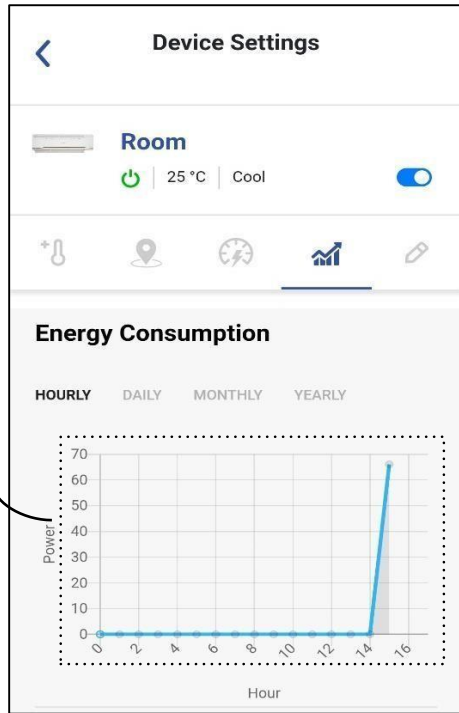 Device Settings
Room
25 °C Cool
Energy Consumption
HOURLY DAILY MONTHLY YEARLY
70
60
50
40
30
20
10
0
Power
0 2 4 6 8 10 12 14 16
Hour